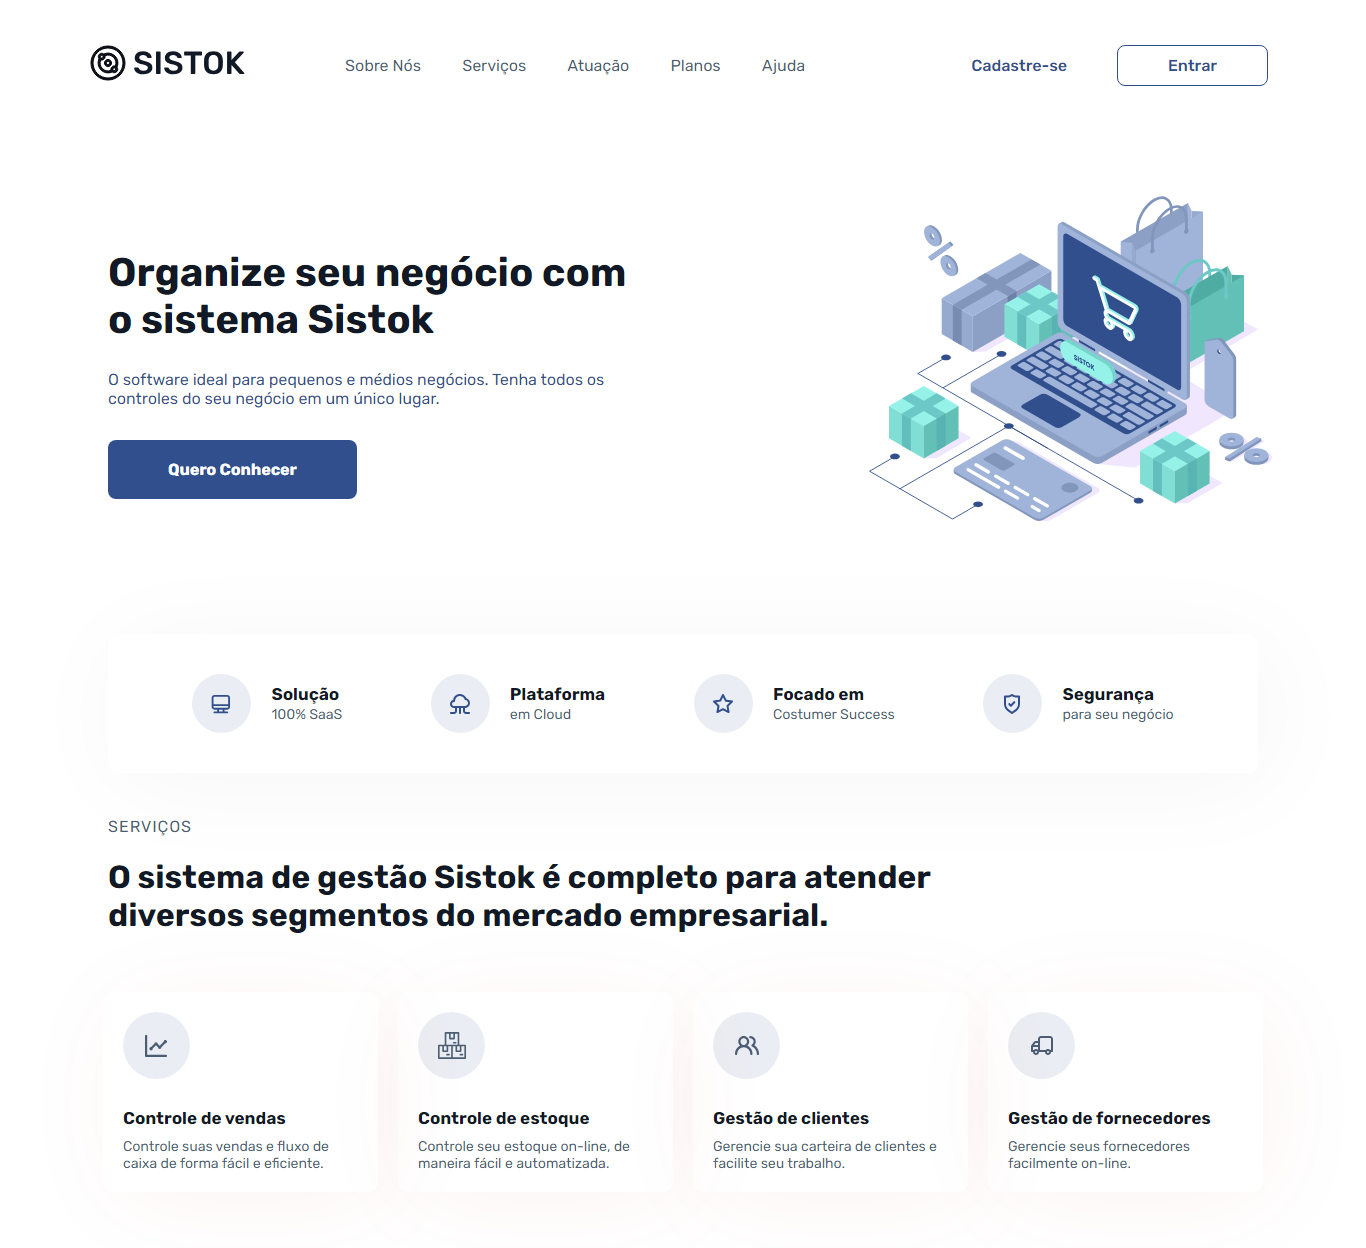 SISTOK
Sobre Nós
Serviços
Atuação
Planos
Ajuda
Cadastre-se
Entrar
Organize seu negócio com
o sistema Sistok
O software ideal para pequenos e médios negócios. Tenha todos os
controles do seu negócio em um único lugar.
Quero Conhecer
SISTOK
Solução
100% SaaS
Plataforma
em Cloud
Focado em
Costumer Success
Segurança
para seu negócio
SERVIÇOS
O sistema de gestão Sistok é completo para atender
diversos segmentos do mercado empresarial.
Controle de vendas
Controle suas vendas e fluxo de
caixa de forma fácil e eficiente.
Controle de estoque
Controle seu estoque on-line, de
maneira fácil e automatizada.
Gestão de clientes
Gerencie sua carteira de clientes e
facilite seu trabalho.
Gestão de fornecedores
Gerencie seus fornecedores
facilmente on-line.